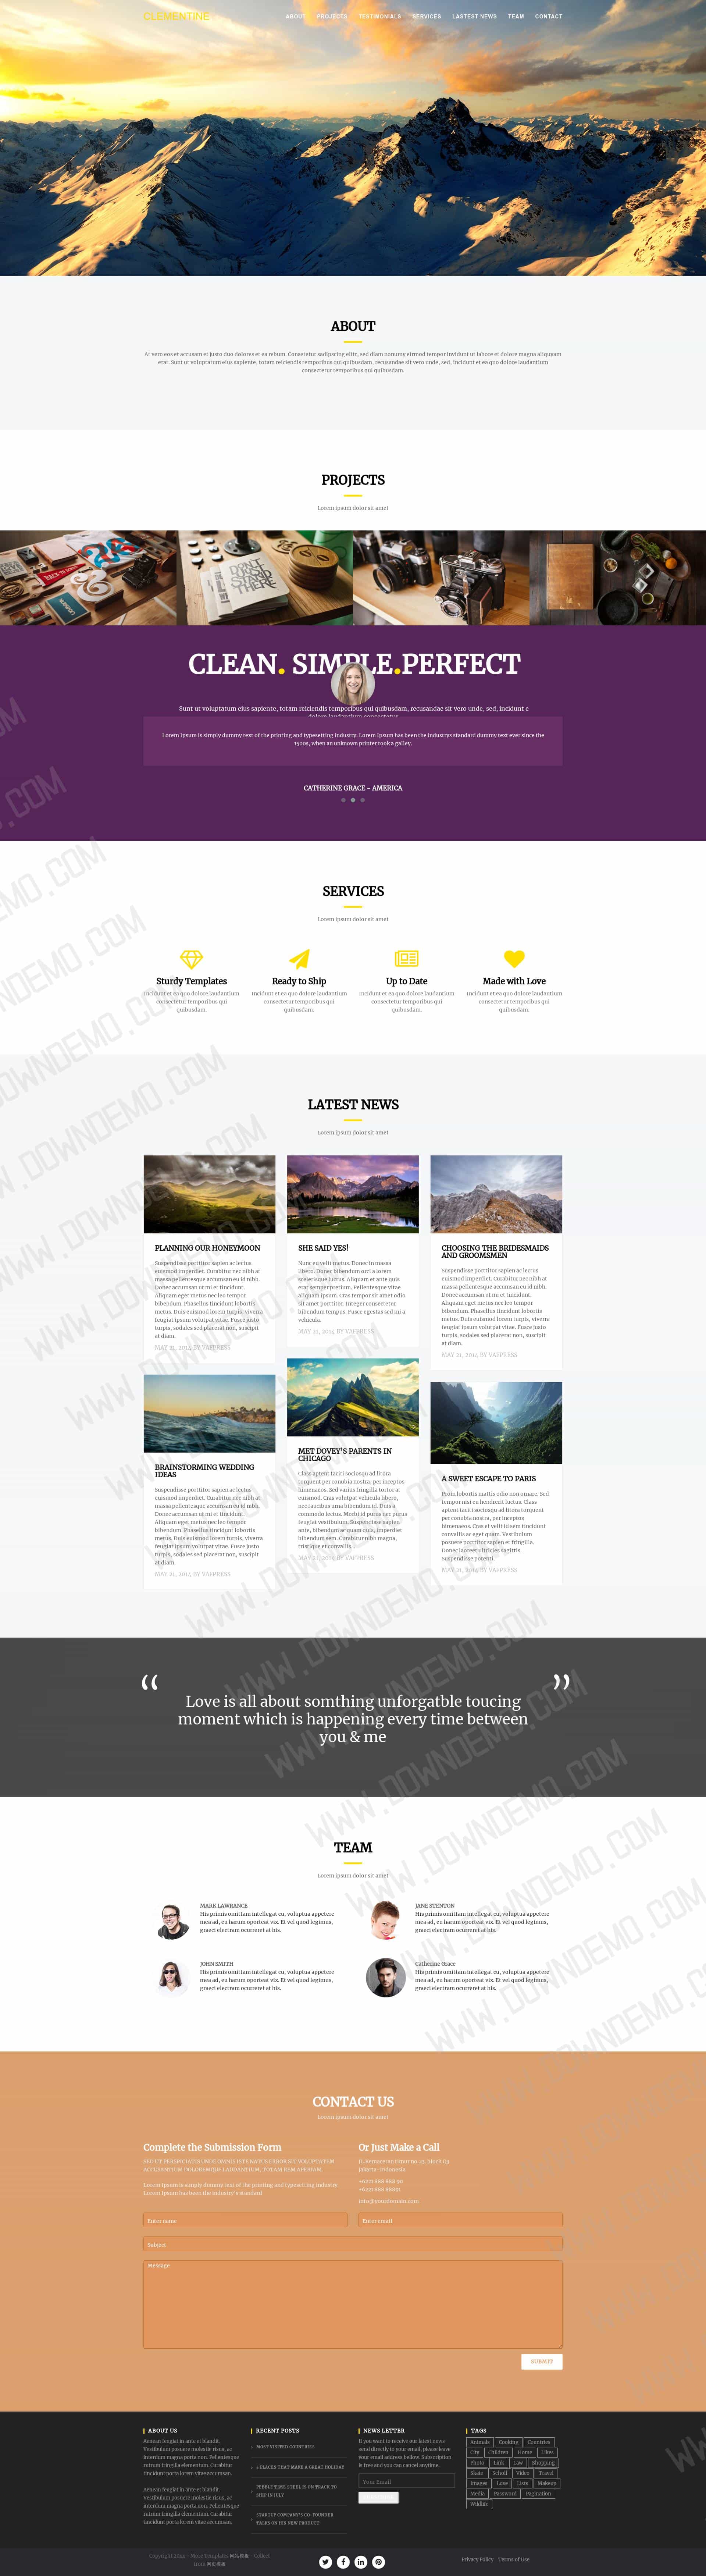 CLEMENTINE
ABOUT PROJECTS TESTIMONIALS SERVICES LASTEST NEWS TEAM CONTACT
ABOUT
At vero eos et accusam et justo duo dolores et ea rebum. Consetetur sadipscing elitr, sed diam nonumy eirmod tempor invidunt ut labore et dolore magna aliquyam
erat. Sunt ut voluptatum eius sapiente, totam reiciendis temporibus qui quibusdam, recusandae sit vero unde, sed, incidunt et ea quo dolore laudantium
consectetur temporibus qui quibusdam.
PROJECTS
Lorem ipsum dolor sit amet
CLEAN. SIMPLE.PERFECT
Sunt ut voluptatum eius sapiente, totam reiciendis temporibus qui quibusdam, recusandae sit vero unde, sed, incidunt e
Lorem Ipsum is simply dummy text of the printing and typesetting industry. Lorem Ipsum has been the industrys standard dummy text ever since the
1500s, when an unknown printer took a galley.
CATHERINE GRACE - AMERICA
SERVICES
Lorem ipsum dolor sit amet
Sturdy Templates
Incidunt et ea quo dolore laudantium
consectetur temporibus qui
quibusdam.
Ready to Ship
Incidunt et ea quo dolore laudantium
consectetur temporibus qui
quibusdam.
Up to Date
Incidunt et ea quo dolore laudantium
consectetur temporibus qui
quibusdam.
Made with Love
Incidunt et ea quo dolore laudantium
consectetur temporibus qui
quibusdam.
LATEST NEWS
Lorem ipsum dolor sit amet
PLANNING OUR HONEYMOON
Suspendisse porttitor sapien ac lectus
euismod imperdiet. Curabitur nec nibh at
massa pellentesque accumsan eu id nibh.
Donec accumsan ut mi et tincidunt.
Aliquam eget metus nec leo tempor
bibendum. Phasellus tincidunt lobortis
metus. Duis euismod lorem turpis, viverra
feugiat ipsum volutpat vitae. Fusce justo
turpis, sodales sed placerat non, suscipit
at diam.
MAY 21, 2014 BY VAFPRESS
BRAINSTORMING WEDDING
IDEAS
Suspendisse porttitor sapien ac lectus
euismod imperdiet. Curabitur nec nibh at
massa pellentesque accumsan eu id nibh.
Donec accumsan ut mi et tincidunt.
Aliquam eget metus nec leo tempor
bibendum. Phasellus tincidunt lobortis
metus. Duis euismod lorem turpis, viverra
feugiat ipsum volutpat vitae. Fusce justo
turpis, sodales sed placerat non, suscipit
at diam.
MAY 21, 2014 BY VAFPRESS
SHE SAID YES!
Nunc eu velit metus. Donec in massa
libero. Donec bibendum orci a lorem
scelerisque luctus. Aliquam et ante quis
erat semper pretium. Pellentesque vitae
aliquam ipsum. Cras tempor sit amet odio
sit amet porttitor. Integer consectetur
bibendum tempus. Fusce egestas sed mi a
vehicula.
MAY 21, 2014 BY VAFPRESS
MET DOVEY'S PARENTS IN
CHICAGO
Class aptent taciti sociosqu ad litora
torquent per conubia nostra, per inceptos
himenaeos. Sed varius fringilla tortor at
euismod. Cras volutpat vehicula libero,
nec faucibus urna bibendum id. Duis a
commodo lectus. Morbi id purus nec purus
feugiat vestibulum. Suspendisse sapien
ante, bibendum ac quam quis, imperdiet
bibendum sem. Curabitur nibh magna,
tristique et convallis.
MAY 21, 2014 BY VAFPRESS
CHOOSING THE BRIDESMAIDS
AND GROOMSMEN
Suspendisse porttitor sapien ac lectus
euismod imperdiet. Curabitur nec nibh at
massa pellentesque accumsan eu id nibh.
Donec accumsan ut mi et tincidunt.
Aliquam eget metus nec leo tempor
bibendum. Phasellus tincidunt lobortis
metus. Duis euismod lorem turpis, viverra
feugiat ipsum volutpat vitae. Fusce justo
turpis, sodales sed placerat non, suscipit
at diam.
MAY 21, 2014 BY VAFPRESS
A SWEET ESCAPE TO PARIS
Proin lobortis mattis odio non ornare. Sed
tempor nisi eu hendrerit luctus. Class
aptent taciti sociosqu ad litora torquent
per conubia nostra, per inceptos
himenaeos. Cras et velit id sem tincidunt
convallis ac eget quam. Vestibulum
posuere porttitor sapien et fringilla.
Donec laoreet ultricies sagittis.
Suspendisse potenti.
MAY 21, 2014 BY VAFPRESS
“ ”
Love is all about somthing unforgatble toucing
moment which is happening every time between
you & me
TEAM
Lorem ipsum dolor sit amet
MARK LAWRANCE
His primis omittam intellegat cu, voluptua appetere
mea ad, eu harum oporteat vix. Et vel quod legimus,
graeci electram ocurreret at his.
JANE STENTON
His primis omittam intellegat cu, voluptua appetere
mea ad, eu harum oporteat vix. Et vel quod legimus,
graeci electram ocurreret at his.
JOHN SMITH
His primis omittam intellegat cu, voluptua appetere
mea ad, eu harum oporteat vix. Et vel quod legimus,
graeci electram ocurreret at his.
Catherine Grace
His primis omittam intellegat cu, voluptua appetere
mea ad, eu harum oporteat vix. Et vel quod legimus,
graeci electram ocurreret at his.
CONTACT US
Lorem ipsum dolor sit amet
Complete the Submission Form
SED UT PERSPICIATIS UNDE OMNIS ISTE NATUS ERROR SIT VOLUPTATEM
ACCUSANTIUM DOLOREMQUE LAUDANTIUM, TOTAM REM APERIAM.
Lorem Ipsum is simply dummy text of the printing and typesetting industry.
Lorem Ipsum has been the industry's standard
Or Just Make a Call
Jakarta-Indonesia
Enter name
Enter email
Subject
Message
SUBMIT
ABOUT US
Aenean feugiat in ante et blandit.
Vestibulum posuere molestie risus, ac
interdum magna porta non. Pellentesque
rutrum fringilla elementum. Curabitur
tincidunt porta lorem vitae accumsan.
Aenean feugiat in ante et blandit.
Vestibulum posuere molestie risus, ac
interdum magna porta non. Pellentesque
rutrum fringilla elementum. Curabitur
tincidunt porta lorem vitae accumsan.
RECENT POSTS
MOST VISITED COUNTRIES
5 PLACES THAT MAKE A GREAT HOLIDAY
PEBBLE TIME STEEL IS ON TRACK TO
SHIP IN JULY
STARTUP COMPANY'S CO-FOUNDER
TALKS ON HIS NEW PRODUCT
NEWS LETTER
If you want to receive our latest news
send directly to your email, please leave
your email address bellow. Subscription
is free and you can cancel anytime.
Your Email
TAGS
Animals Cooking Countries
City Children Home Likes
Photo Link Law Shopping
Skate Scholl Video Travel
Images Love Lists Makeup
Media Password Pagination
Wildlife
More Templates 网站模板 - Collect
from 网页模板
Privacy Policy Terms of Use
WWW.DOWNDEMO.COM